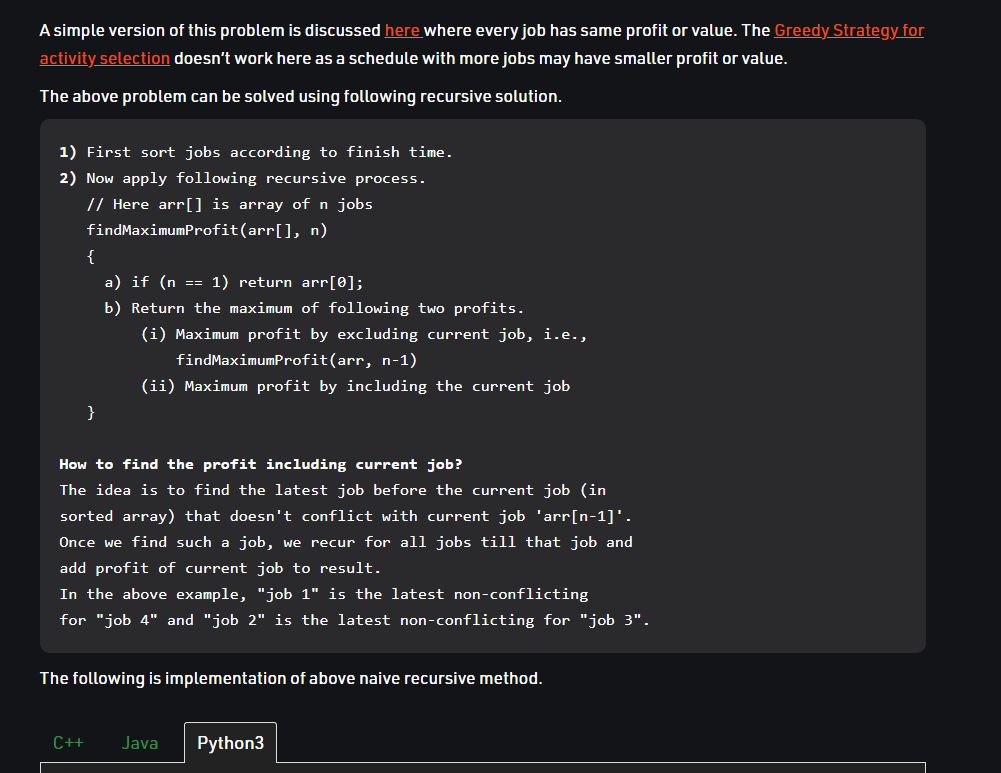 A simple version of this problem is discussed here where every job has same profit or value. The Greedy Strategy for
activity selection doesn't work here as a schedule with more jobs may have smaller profit or value.
The above problem can be solved using following recursive solution.
1) First sort jobs according to finish time.
2) Now apply following recursive process.
// Here arr[] is array of n jobs
findMaximumProfit(arr[], n)
{
a) if (n == 1) return arr[0];
b) Return the maximum of following two profits.
(i) Maximum profit by excluding current job, i.e.,
findMaximumProfit(arr, n-1)
(ii) Maximum profit by including the current job
}
How to find the profit including current job?
The idea is to find the latest job before the current job (in
sorted array) that doesn't conflict with current job 'arr[n-1]'.
Once we find such a job, we recur for all jobs till that job and
add profit of current job to result.
In the above example, "job 1" is the latest non-conflicting
for "job 4" and "job 2" is the latest non-conflicting for "job 3".
The following is implementation of above naive recursive method.
C++ Java Python3